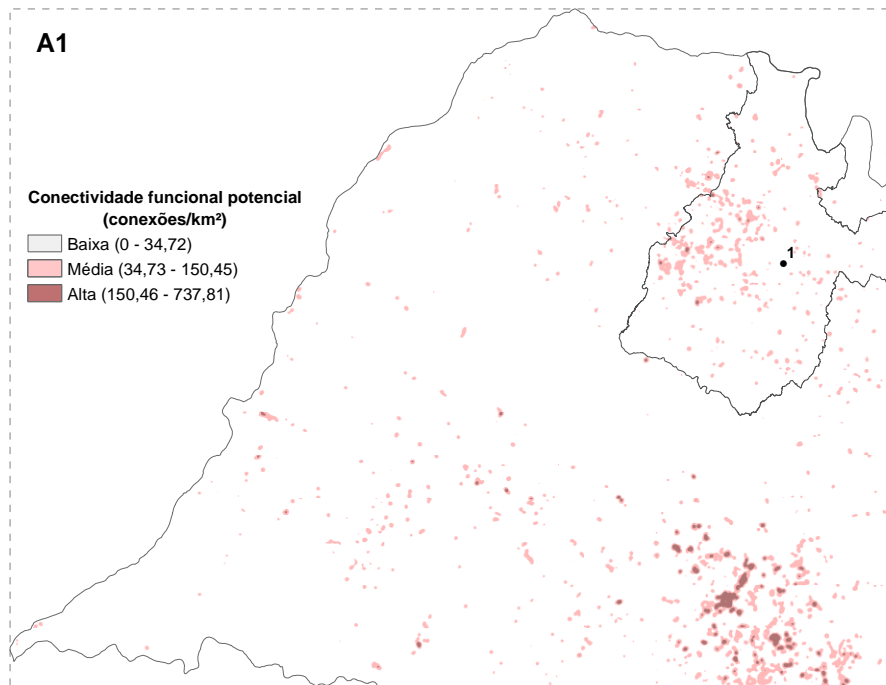 A1
Conectividade funcional potencial
(conexões/km²)
Baixa (0 - 34,72)
Média (34,73 - 150,45)
Alta (150,46 - 737,81)
1